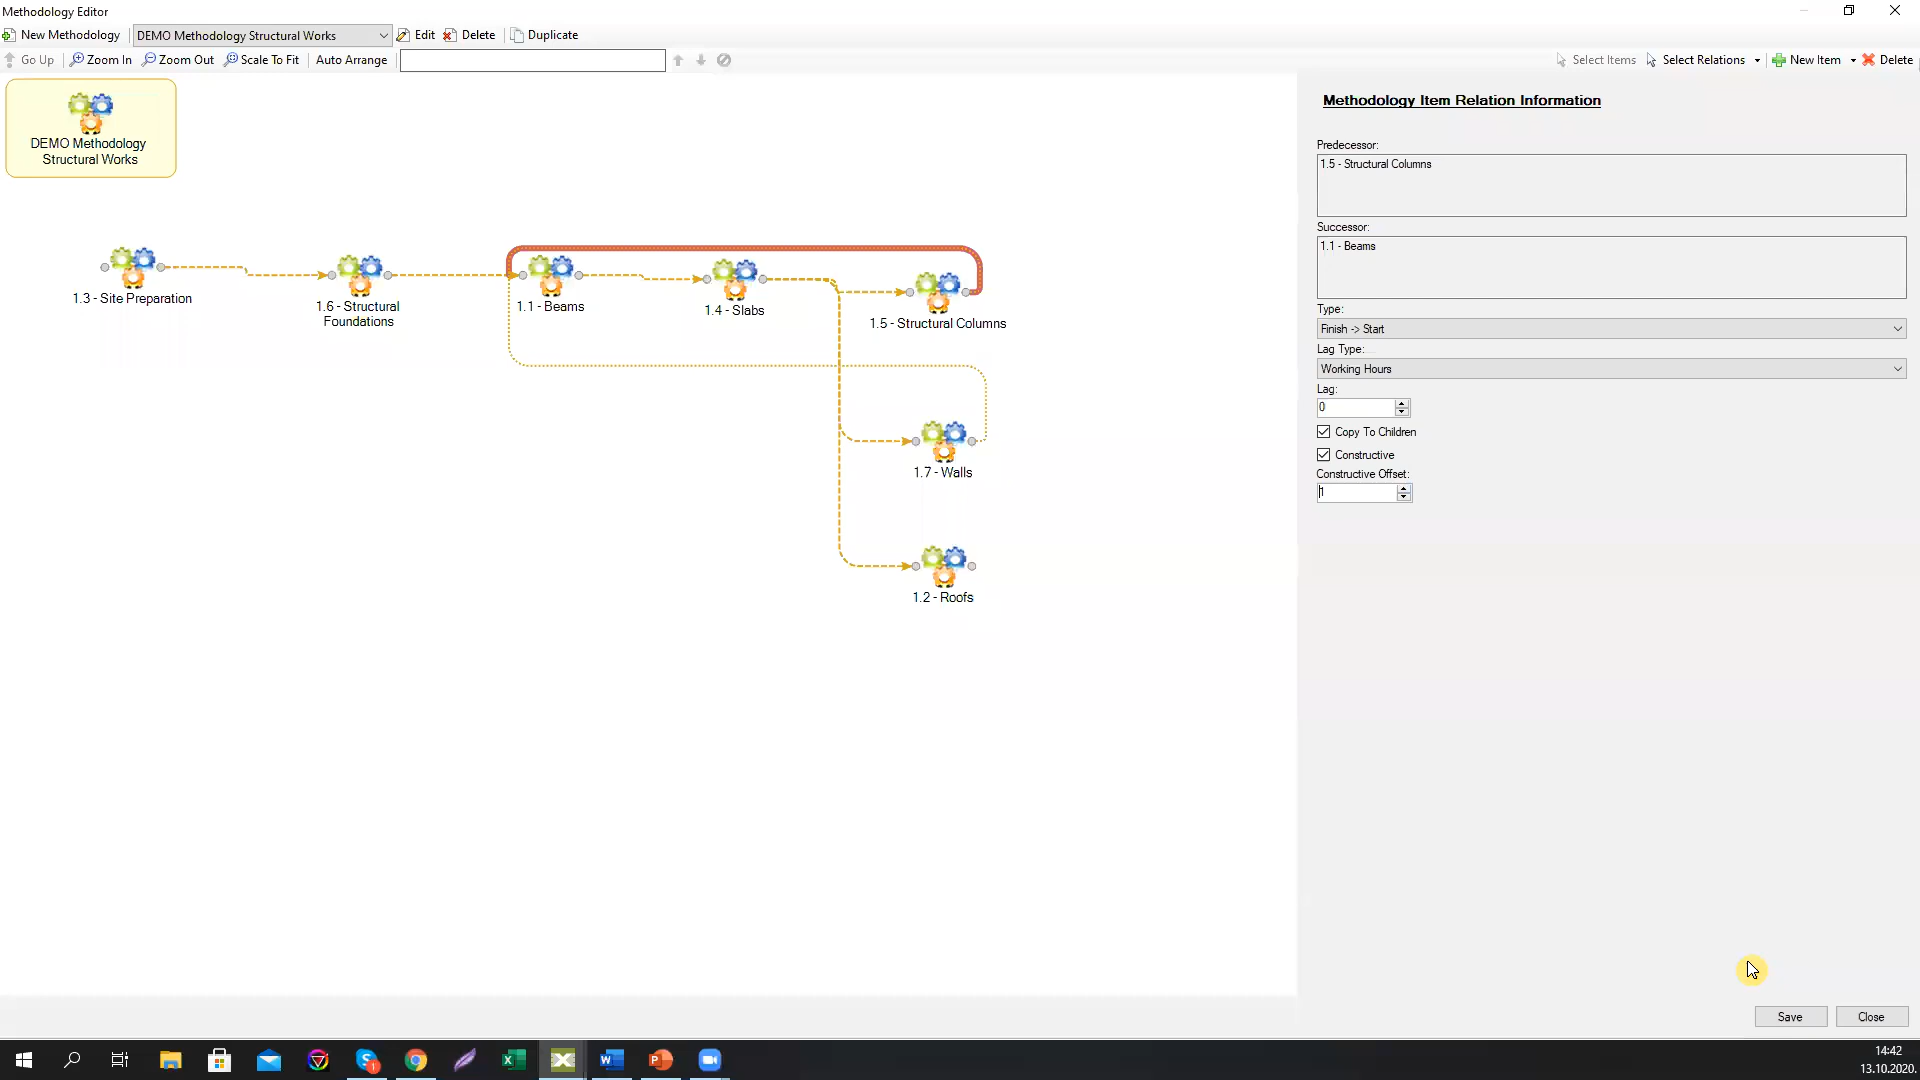 Methodology Editor
New Methodology DEMO Methodology Structural Works Edit Delete Duplicate
Go Up Zoom In Zoom Out Scale To Fit Auto Arrange Select Items Select Relations New Item Delete
DEMO Methodology
Structural Works
1.3 - Site Preparation
1.6 - Structural
Foundations
1.1 - Beams
1.4 - Slabs
1.5 - Structural Columns
1.7 - Walls
1.2 - Roofs
Methodology Item Relation Information
Predecessor:
1.5 - Structural Columns
Successor:
1.1 - Beams
Type:
Finish -> Start
Lag Type:
Working Hours
Lag:
0
Copy To Children
Constructive
Constructive Offset:
1
Save Close
14:42
13.10.2020.